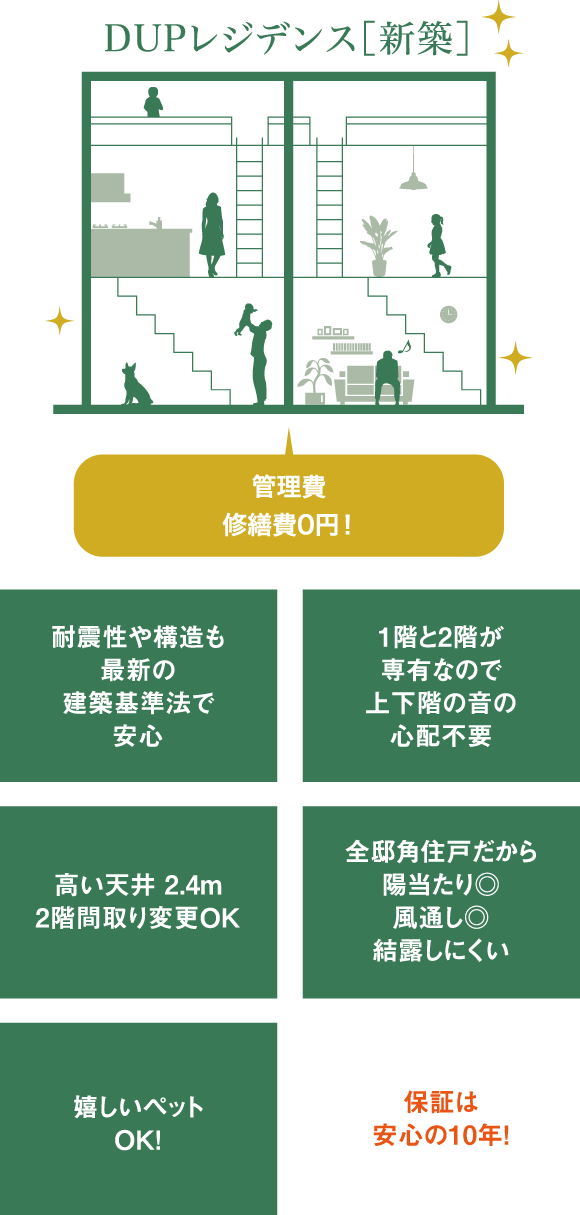 DUPレジデンス［新築］
管理費
修繕費0円！
耐震性や構造も
最新の
建築基準法で
安心
1階と2階が
専有なので
上下階の音の
心配不要
高い天井 2.4m
2階間取り変更OK
全邸角住戸だから
陽当たり◎
風通し◎
結露しにくい
嬉しいペット
OK!
保証は
安心の10年!